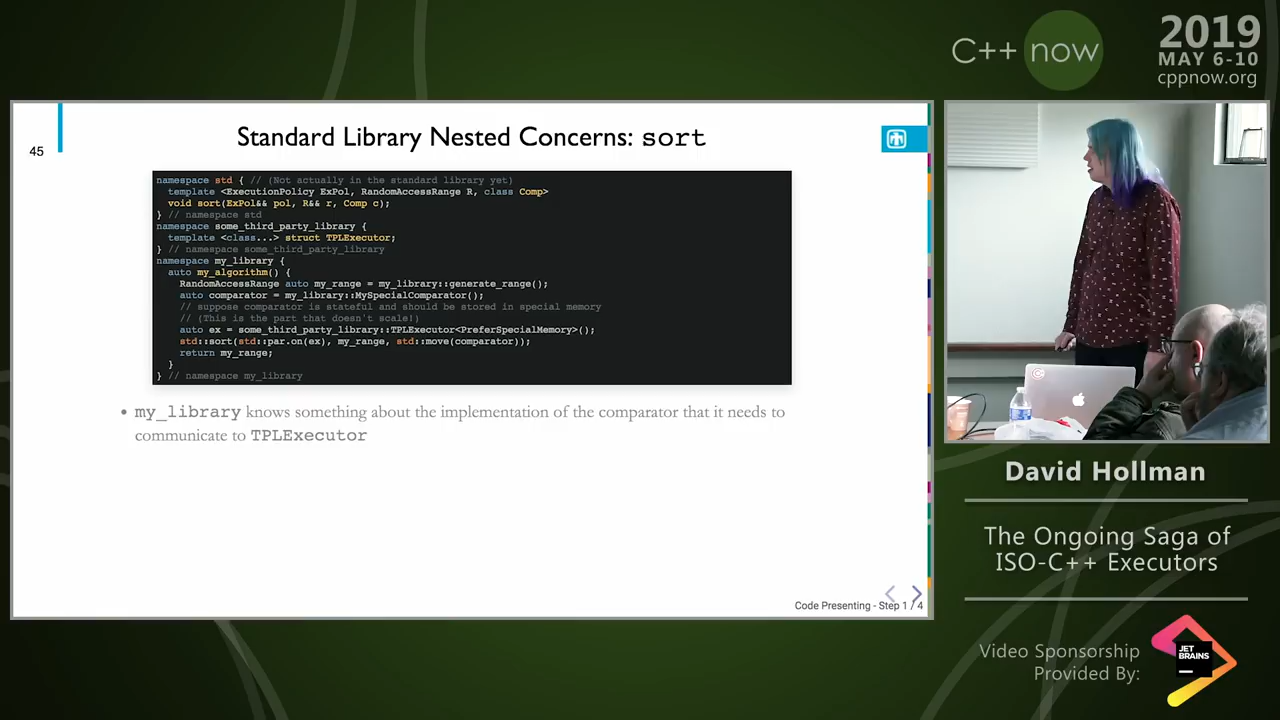 C++ now
2019
MAY 6-10
cppnow.org
45
Standard Library Nested Concerns: sort
namespace std { // (Not actually in the standard library yet)
template <ExecutionPolicy ExPol, RandomAccessRange R, class Comp>
void sort(ExPol&& pol, R&& r, Comp c);
} // namespace std
namespace some_third_party_library {
template <class...> struct TPLExecutor;
} // namespace some_third_party_library
namespace my_library {
auto my_algorithm() {
RandomAccessRange auto my_range = my_library::generate_range();
auto comparator = my_library::MySpecialComparator();
// suppose comparator is stateful and should be stored in special memory
// (This is the part that doesn't scale!)
auto ex = some_third_party_library::TPLExecutor<PreferSpecialMemory>();
std::sort(std::par.on(ex), my_range, std::move(comparator));
return my_range;
}
} // namespace my_library
• my_library knows something about the implementation of the comparator that it needs to
communicate to TPLExecutor
Code Presenting - Step 1 / 4
David Hollman
The Ongoing Saga of
ISO-C++ Executors
Video Sponsorship
Provided By:
JET
BRAINS